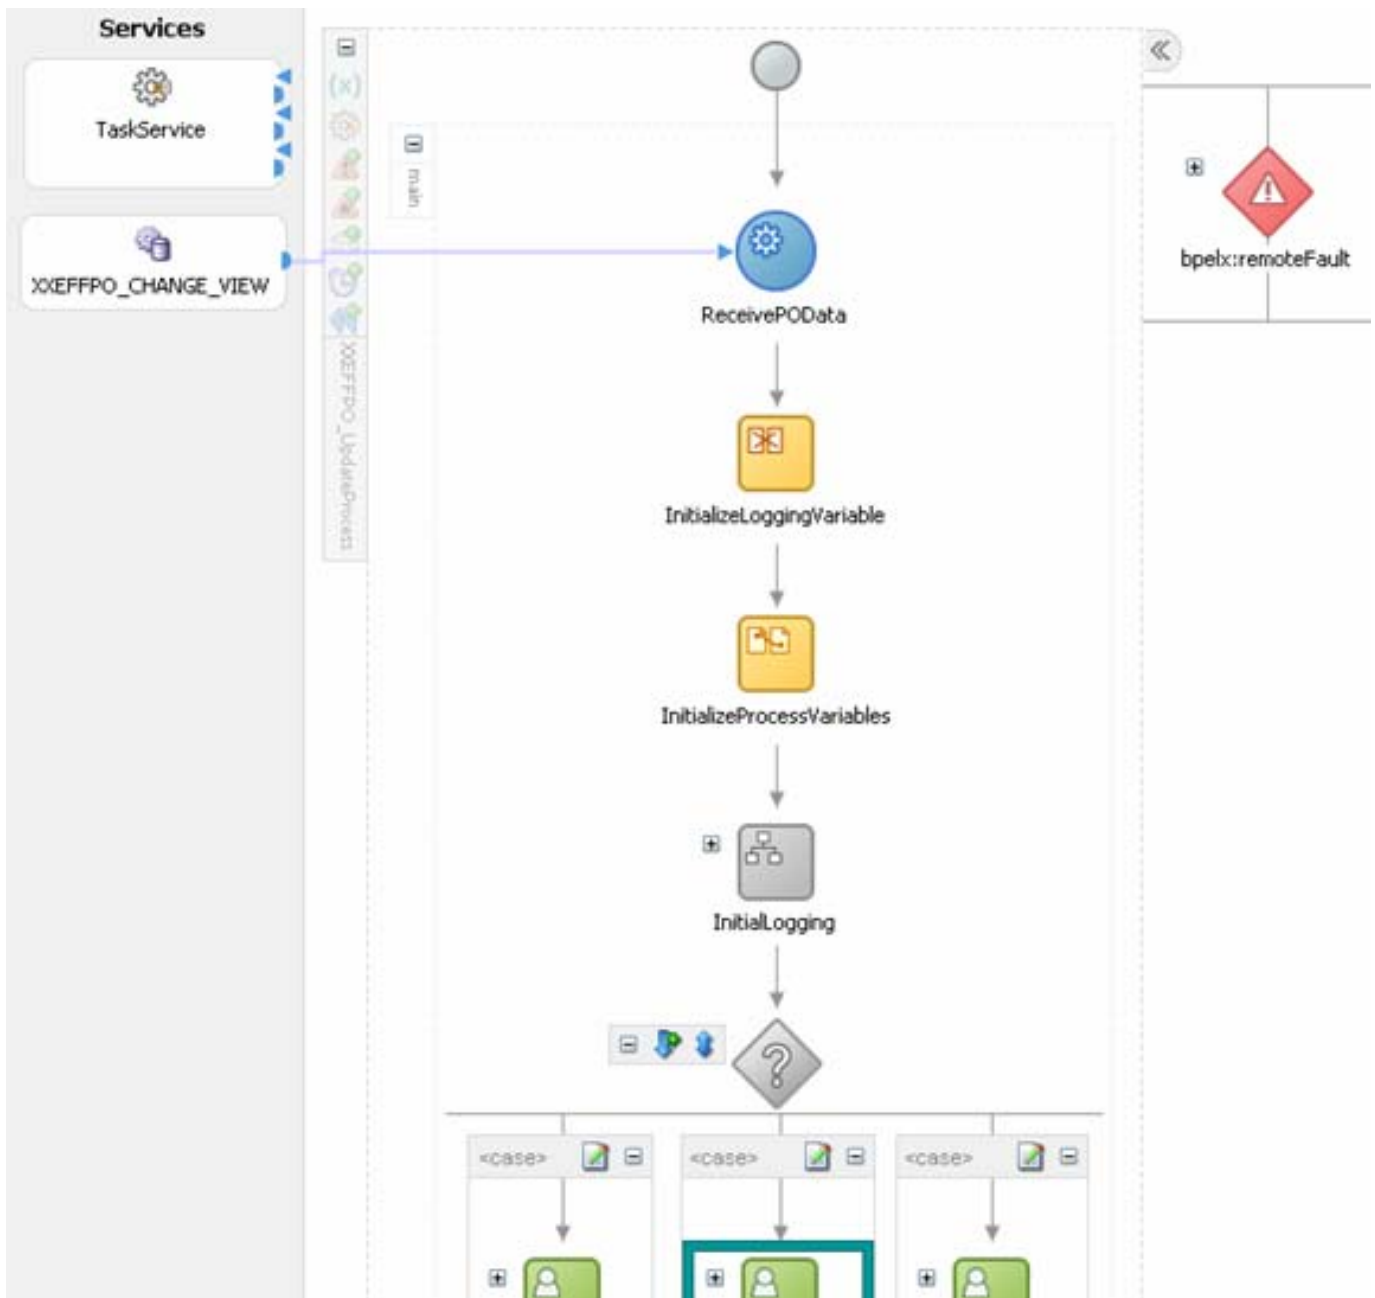 Services
TaskService
XXEFFPO_CHANGE_VIEW
XXEFFPO_UpdateProcess
main
ReceivePOData
InitializeLoggingVariable
InitializeProcessVariables
InitialLogging
<case>
<case>
<case>
bpelx:remoteFault